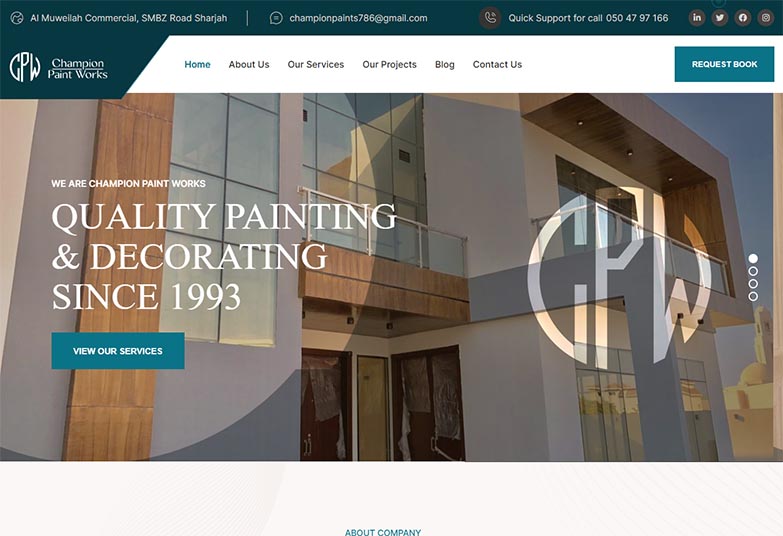 Al Muweilah Commercial, SMBZ Road Sharjah
championpaints786@gmail.com
Quick Support for call 050 47 97 166
CPW
Champion
Paint Works
Home
About Us
Our Services
Our Projects
Blog
Contact Us
REQUEST BOOK
WE ARE CHAMPION PAINT WORKS
QUALITY PAINTING
& DECORATING
SINCE 1993
CPW
VIEW OUR SERVICES
ABOUT COMPANY